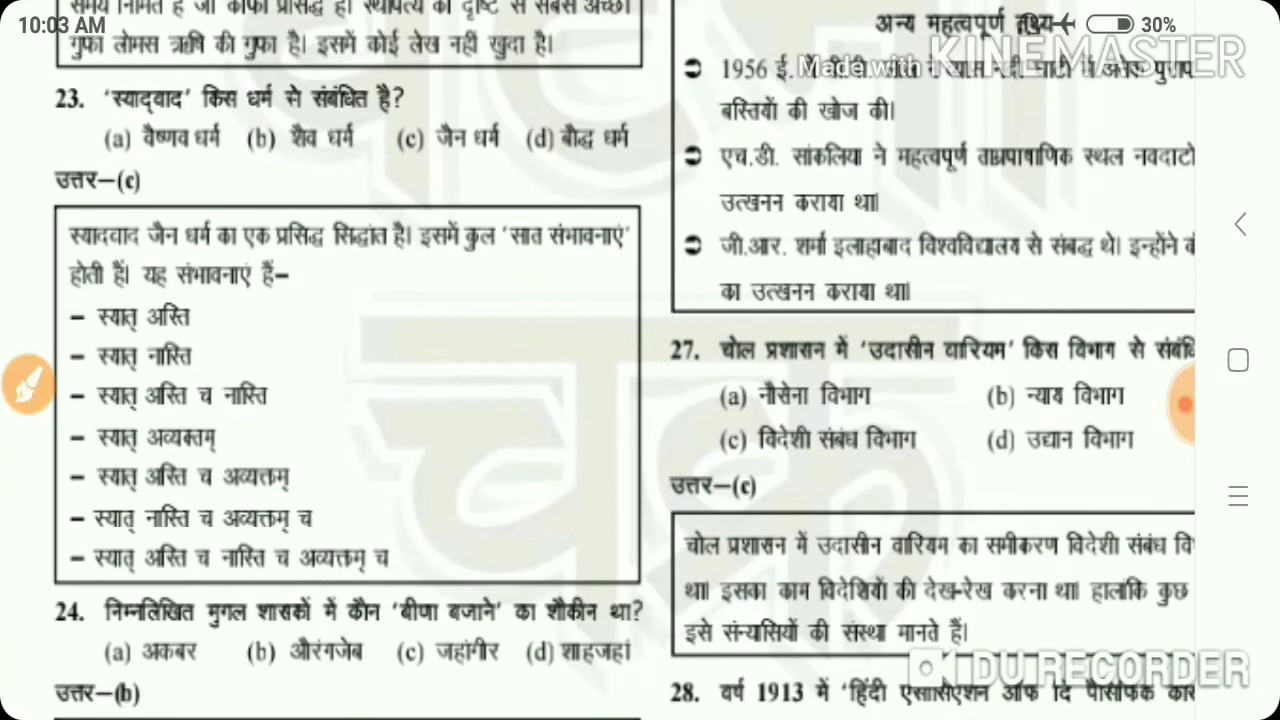 10:03 AM
30%
Made with KINEMASTER
DU RECORDER
गुफा लोमस ऋषि की गुफा है। इसमें कोई लेख नहीं खुदा है।
23. 'स्याद्वाद' किस धर्म से संबंधित है?
(a) वैष्णव धर्म (b) शैव धर्म (c) जैन धर्म (d) बौद्ध धर्म
उत्तर–(c)
स्यादवाद जैन धर्म का एक प्रसिद्ध सिद्धांत है। इसमें कुल 'सात संभावनाएं'
होती हैं। यह संभावनाएं हैं–
– स्यात् अस्ति
– स्यात् नास्ति
– स्यात् अस्ति च नास्ति
– स्यात् अव्यक्तम्
– स्यात् अस्ति च अव्यक्तम्
– स्यात् नास्ति च अव्यक्तम् च
– स्यात् अस्ति च नास्ति च अव्यक्तम् च
24. निम्नलिखित मुगल शासकों में कौन 'वीणा बजाने' का शौकीन था?
(a) अकबर (b) औरंगजेब (c) जहांगीर (d) शाहजहां
उत्तर–(b)
अन्य महत्वपूर्ण तथ्य
➲ 1956 ई.
बस्तियों की खोज की।
➲ एच.डी. सांकलिया ने महत्वपूर्ण ताम्रपाषाणिक स्थल नवदाटो
उत्खनन कराया था।
➲ जी.आर. शर्मा इलाहाबाद विश्वविद्यालय से संबद्ध थे। इन्होंने
का उत्खनन कराया था।
27. चोल प्रशासन में 'उदासीन वारियम' किस विभाग से संबंधि
(a) नौसेना विभाग (b) न्याय विभाग
(c) विदेशी संबंध विभाग (d) उद्यान विभाग
उत्तर–(c)
चोल प्रशासन में उदासीन वारियम का समीकरण विदेशी संबंध वि
था। इसका काम विदेशियों की देख-रेख करना था। हालांकि कुछ
इसे संन्यासियों की संस्था मानते हैं।
28. वर्ष 1913 में 'हिंदी एसोसिएशन ऑफ दि पैसिफिक